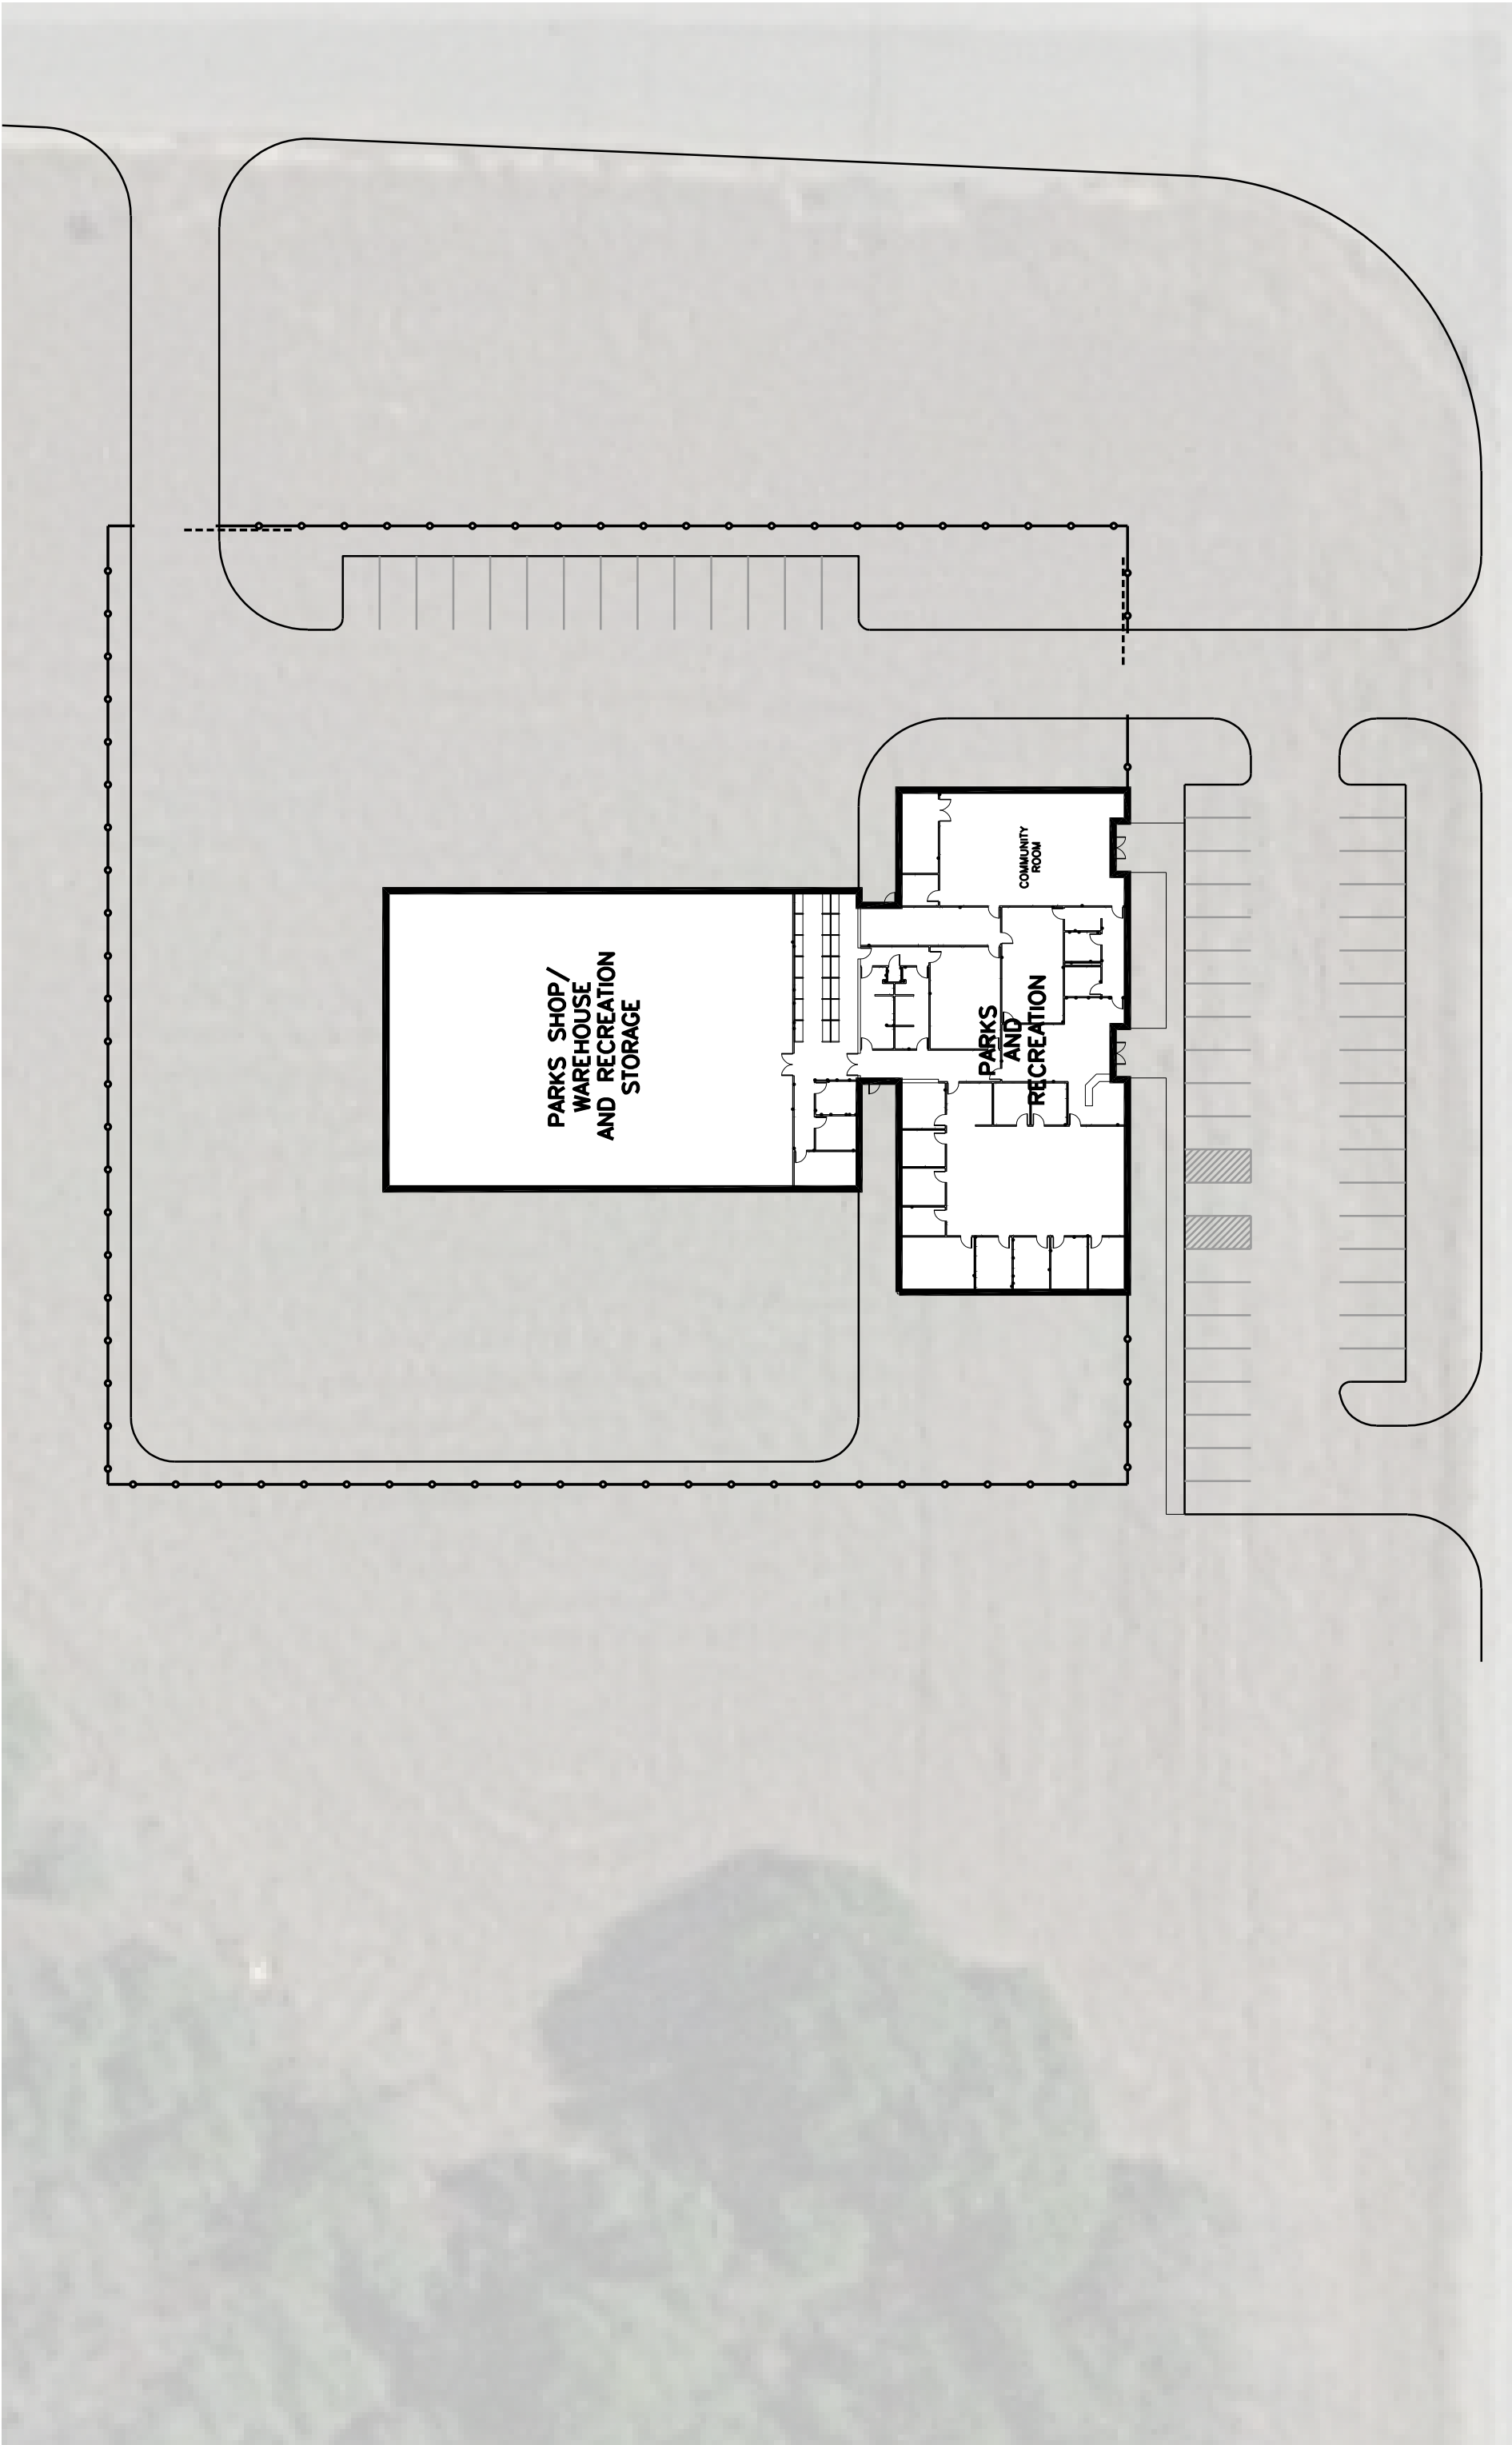 PARKS SHOP/
WAREHOUSE
AND RECREATION
STORAGE
PARKS
AND
RECREATION
COMMUNITY
ROOM